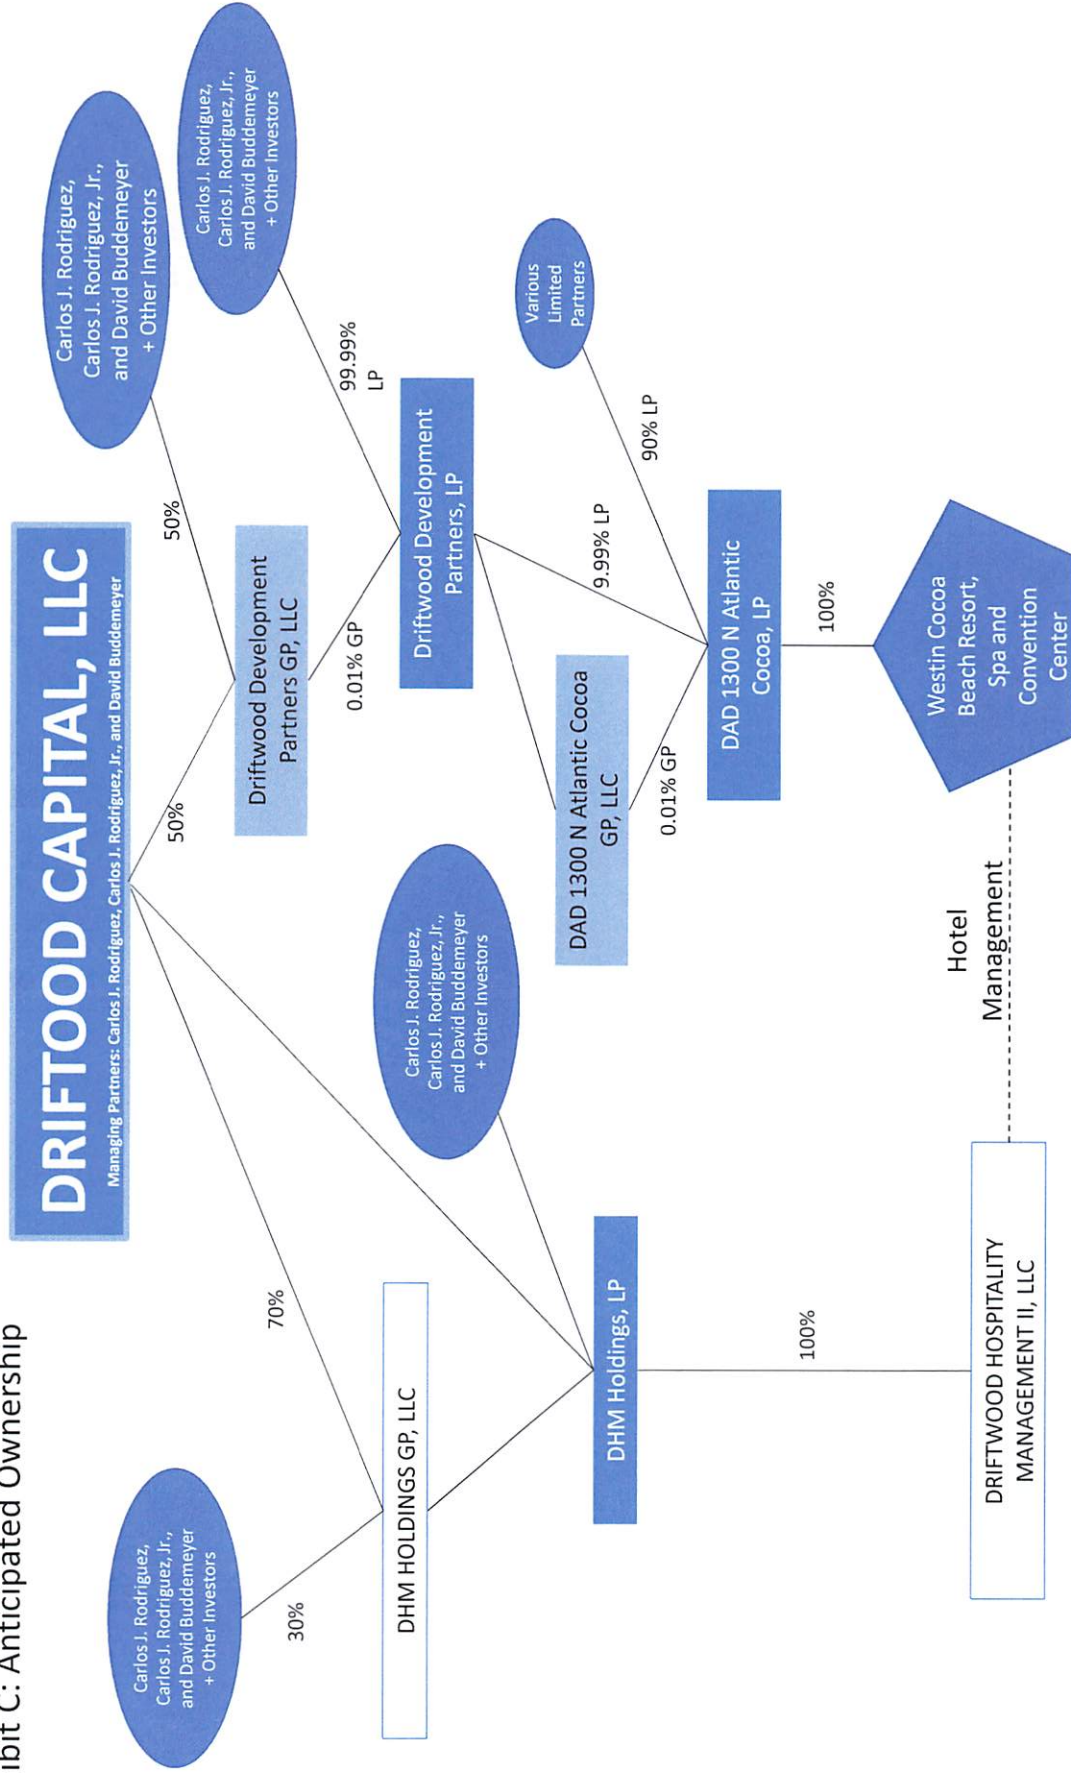 ibit C: Anticipated Ownership
DRIFTOOD CAPITAL, LLC
Managing Partners: Carlos J. Rodriguez, Carlos J. Rodriguez, Jr., and David Buddemeyer
Carlos J. Rodriguez,
Carlos J. Rodriguez, Jr.,
and David Buddemeyer
+ Other Investors
30%
70%
50%
50%
Carlos J. Rodriguez,
Carlos J. Rodriguez, Jr.,
and David Buddemeyer
+ Other Investors
Driftwood Development
Partners GP, LLC
Carlos J. Rodriguez,
Carlos J. Rodriguez, Jr.,
and David Buddemeyer
+ Other Investors
0.01% GP
99.99%
LP
DHM HOLDINGS GP, LLC
Carlos J. Rodriguez,
Carlos J. Rodriguez, Jr.,
and David Buddemeyer
+ Other Investors
Driftwood Development
Partners, LP
DHM Holdings, LP
DAD 1300 N Atlantic Cocoa
GP, LLC
9.99% LP
Various
Limited
Partners
0.01% GP
90% LP
DAD 1300 N Atlantic
Cocoa, LP
100%
100%
Hotel
Management
DRIFTWOOD HOSPITALITY
MANAGEMENT II, LLC
Westin Cocoa
Beach Resort,
Spa and
Convention
Center